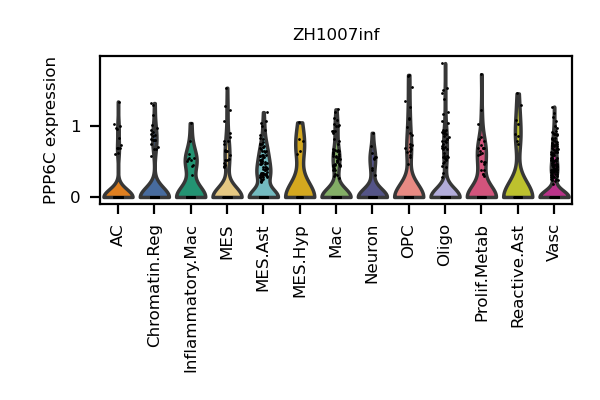 ZH1007inf
PPP6C expression
1
0
AC
Chromatin.Reg
Inflammatory.Mac
MES
MES.Ast
MES.Hyp
Mac
Neuron
OPC
Oligo
Prolif.Metab
Reactive.Ast
Vasc